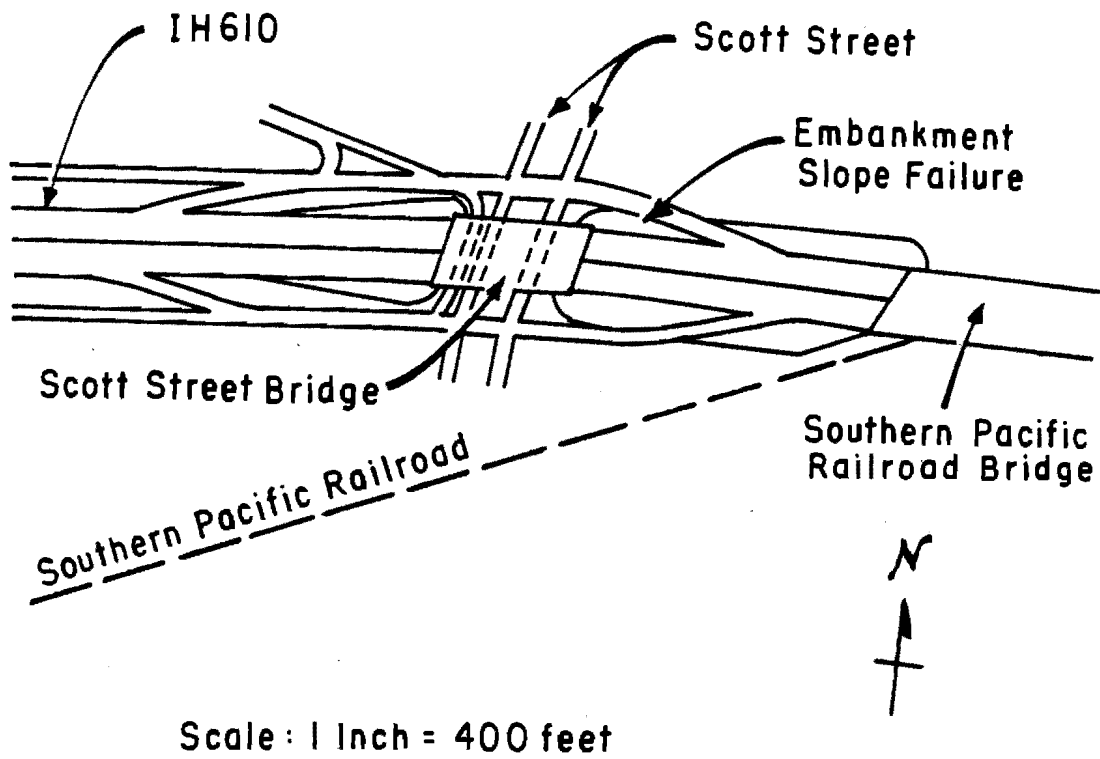 IH610
Scott Street
Embankment
Slope Failure
Scott Street Bridge
Southern Pacific
Railroad Bridge
Southern Pacific Railroad
N
Scale: 1 Inch = 400 feet